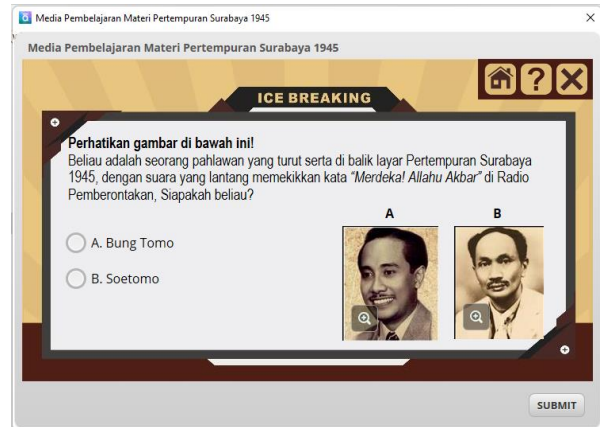 Media Pembelajaran Materi Pertempuran Surabaya 1945
Media Pembelajaran Materi Pertempuran Surabaya 1945
ICE BREAKING
Perhatikan gambar di bawah ini!
Beliau adalah seorang pahlawan yang turut serta di balik layar Pertempuran Surabaya
1945, dengan suara yang lantang memekikkan kata "Merdeka! Allahu Akbar" di Radio
Pemberontakan, Siapakah beliau?
A
B
A. Bung Tomo
B. Soetomo
SUBMIT